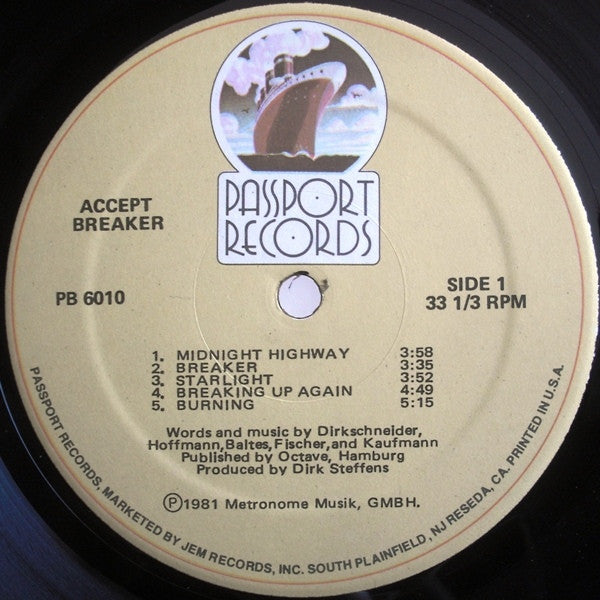 PASSPORT
RECORDS
ACCEPT
BREAKER
PB 6010
SIDE 1
33 1/3 RPM
1. MIDNIGHT HIGHWAY 3:58
2. BREAKER 3:35
3. STARLIGHT 3:52
4. BREAKING UP AGAIN 4:49
5. BURNING 5:15
Words and music by Dirkschneider,
Hoffmann,Baltes,Fischer,and Kaufmann
Published by Octave, Hamburg
Produced by Dirk Steffens
Ⓟ1981 Metronome Musik, GMBH.
PASSPORT RECORDS, MARKETED BY JEM RECORDS, INC. SOUTH PLAINFIELD, NJ RESEDA, CA. PRINTED IN U.S.A.